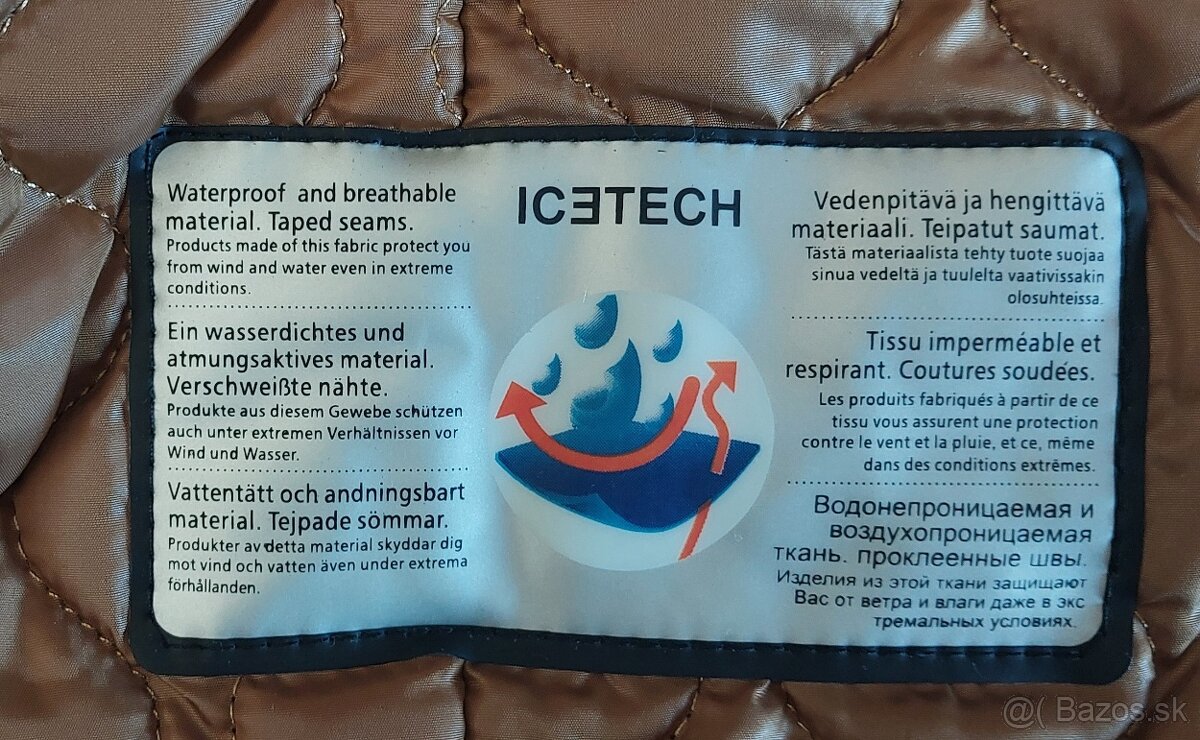 Waterproof and breathable
material. Taped seams.
Products made of this fabric protect you
from wind and water even in extreme
conditions.
Ein wasserdichtes und
atmungsaktives material.
Verschweißte nähte.
Produkte aus diesem Gewebe schützen
auch unter extremen Verhältnissen vor
Wind und Wasser.
Vattentätt och andningsbart
material. Tejpade sömmar.
Produkter av detta material skyddar dig
mot vind och vatten även under extrema
förhållanden.
ICƎTECH
Vedenpitävä ja hengittävä
materiaali. Teipatut saumat.
Tästä materiaalista tehty tuote suojaa
sinua vedeltä ja tuulelta vaativissakin
olosuhteissa.
Tissu imperméable et
respirant. Coutures soudées.
Les produits fabriqués à partir de ce
tissu vous assurent une protection
contre le vent et la pluie, et ce, même
dans des conditions extrêmes.
Водонепроницаемая и
воздухопроницаемая
ткань. проклеенные швы.
Изделия из этой ткани защищают
Вас от ветра и влаги даже в экс
тремальных условиях.
@( Bazos.sk